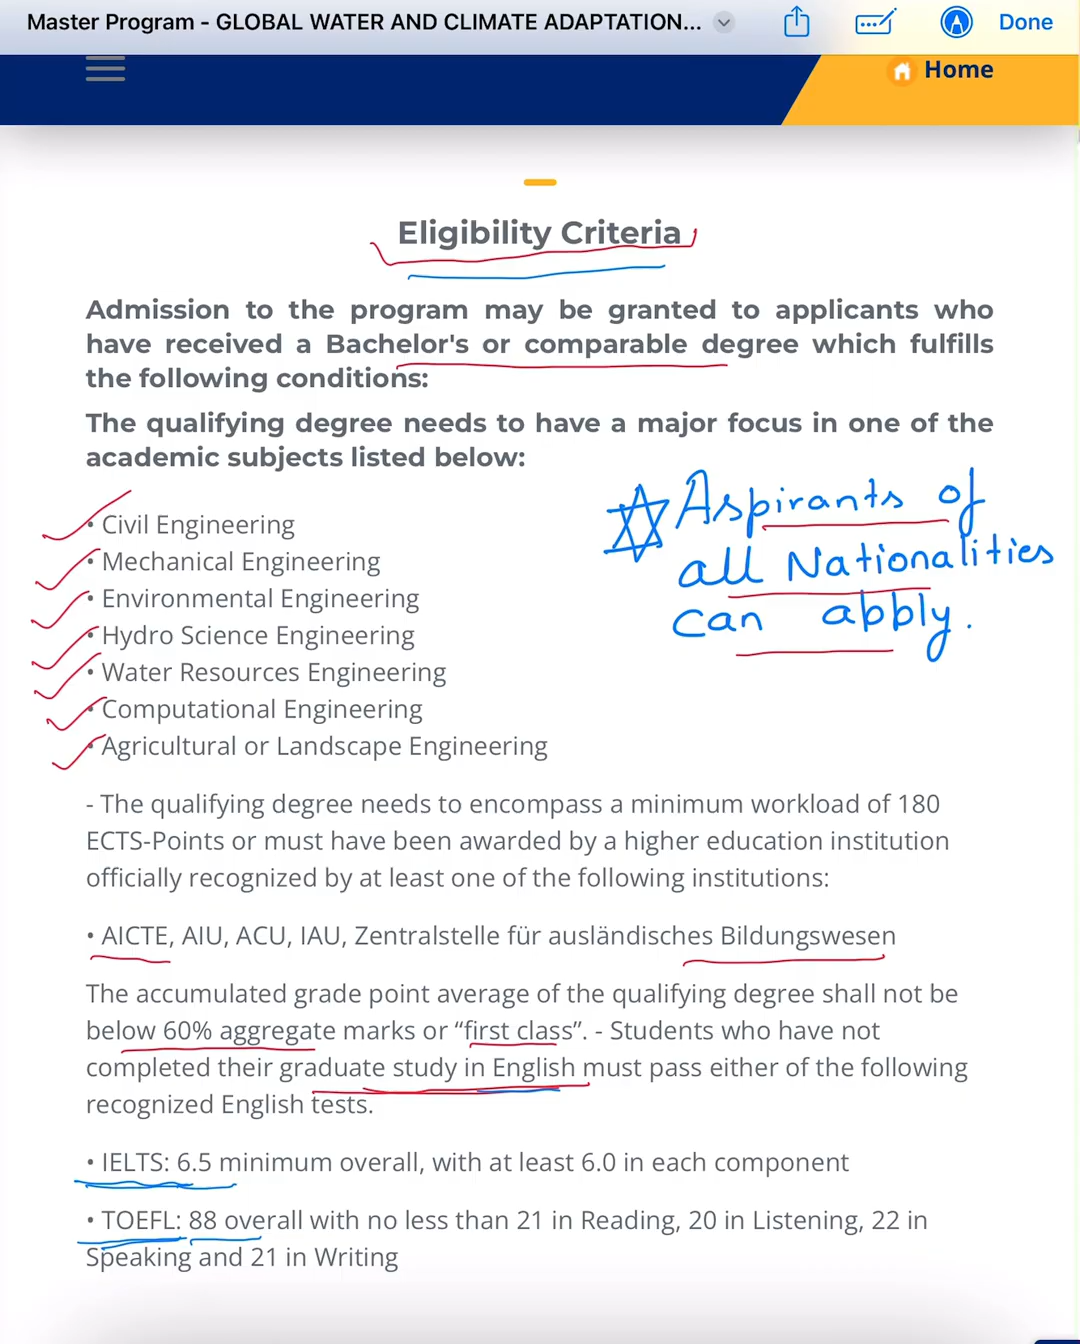 Master Program - GLOBAL WATER AND CLIMATE ADAPTATION...
Done
Home
Eligibility Criteria
Admission to the program may be granted to applicants who
have received a Bachelor's or comparable degree which fulfills
the following conditions:
The qualifying degree needs to have a major focus in one of the
academic subjects listed below:
Aspirants of
all Nationalities
can apply.
• Civil Engineering
• Mechanical Engineering
• Environmental Engineering
• Hydro Science Engineering
• Water Resources Engineering
• Computational Engineering
• Agricultural or Landscape Engineering
- The qualifying degree needs to encompass a minimum workload of 180
ECTS-Points or must have been awarded by a higher education institution
officially recognized by at least one of the following institutions:
• AICTE, AIU, ACU, IAU, Zentralstelle für ausländisches Bildungswesen
The accumulated grade point average of the qualifying degree shall not be
below 60% aggregate marks or “first class”. - Students who have not
completed their graduate study in English must pass either of the following
recognized English tests.
• IELTS: 6.5 minimum overall, with at least 6.0 in each component
• TOEFL: 88 overall with no less than 21 in Reading, 20 in Listening, 22 in
Speaking and 21 in Writing